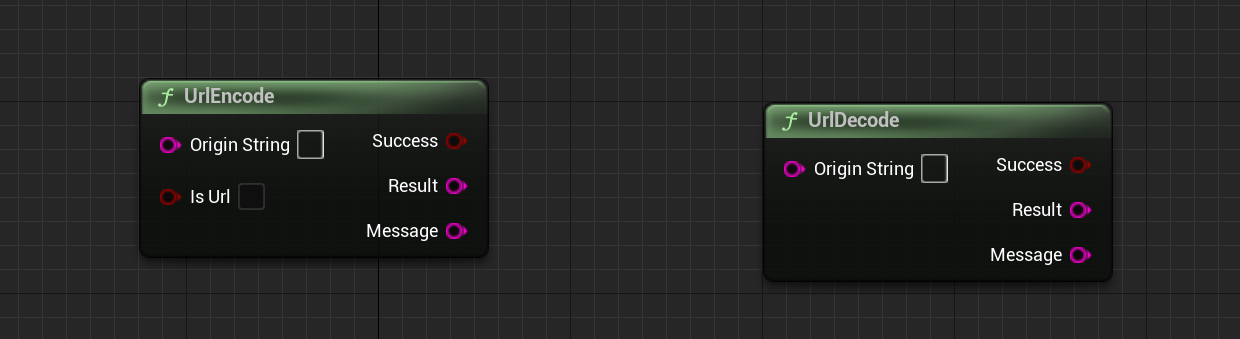 UrlEncode
Origin String
Is Url
Success
Result
Message
UrlDecode
Origin String
Success
Result
Message